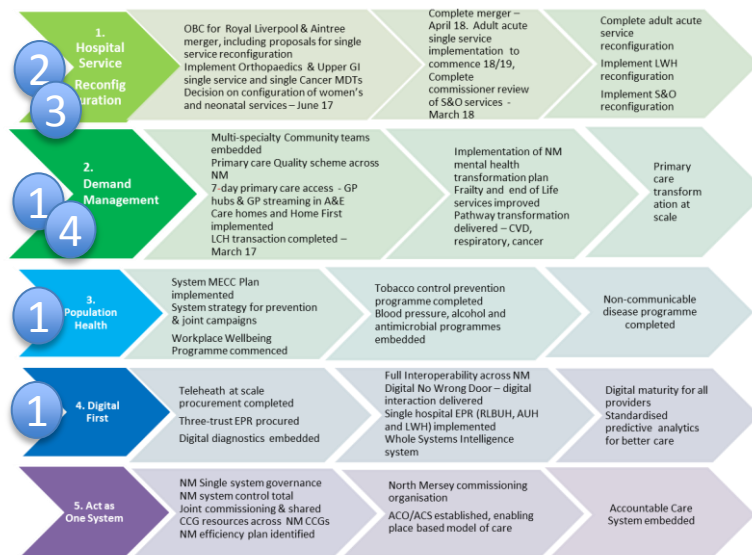 1.
Hospital
Service
Reconfig
uration
2
3
OBC for Royal Liverpool & Aintree
merger, including proposals for single
service reconfiguration
Implement Orthopaedics & Upper GI
single service and single Cancer MDTs
Decision on configuration of women's
and neonatal services – June 17
Complete merger –
April 18. Adult acute
single service
implementation to
commence 18/19,
Complete
commissioner review
of S&O services -
March 18
Complete adult acute
service
reconfiguration
Implement LWH
reconfiguration
Implement S&O
reconfiguration
2.
Demand
Management
1
4
Multi-specialty Community teams
embedded
Primary care Quality scheme across
NM
7-day primary care access - GP
hubs & GP streaming in A&E
Care homes and Home First
implemented
LCH transaction completed –
March 17
Implementation of NM
mental health
transformation plan
Frailty and end of Life
services improved
Pathway transformation
delivered – CVD,
respiratory, cancer
Primary
care
transform
ation at
scale
1
3.
Population
Health
System MECC Plan
implemented
System strategy for prevention
& joint campaigns
Workplace Wellbeing
Programme commenced
Tobacco control prevention
programme completed
Blood pressure, alcohol and
antimicrobial programmes
embedded
Non-communicable
disease programme
completed
1
4. Digital
First
Teleheath at scale
procurement completed
Three-trust EPR procured
Digital diagnostics embedded
Full Interoperability across NM
Digital No Wrong Door – digital
interaction delivered
Single hospital EPR (RLBUH, AUH
and LWH) implemented
Whole Systems Intelligence
system
Digital maturity for all
providers
Standardised
predictive analytics
for better care
5. Act as
One System
NM Single system governance
NM system control total
Joint commissioning & shared
CCG resources across NM CCGs
NM efficiency plan identified
North Mersey commissioning
organisation
ACO/ACS established, enabling
place based model of care
Accountable Care
System embedded